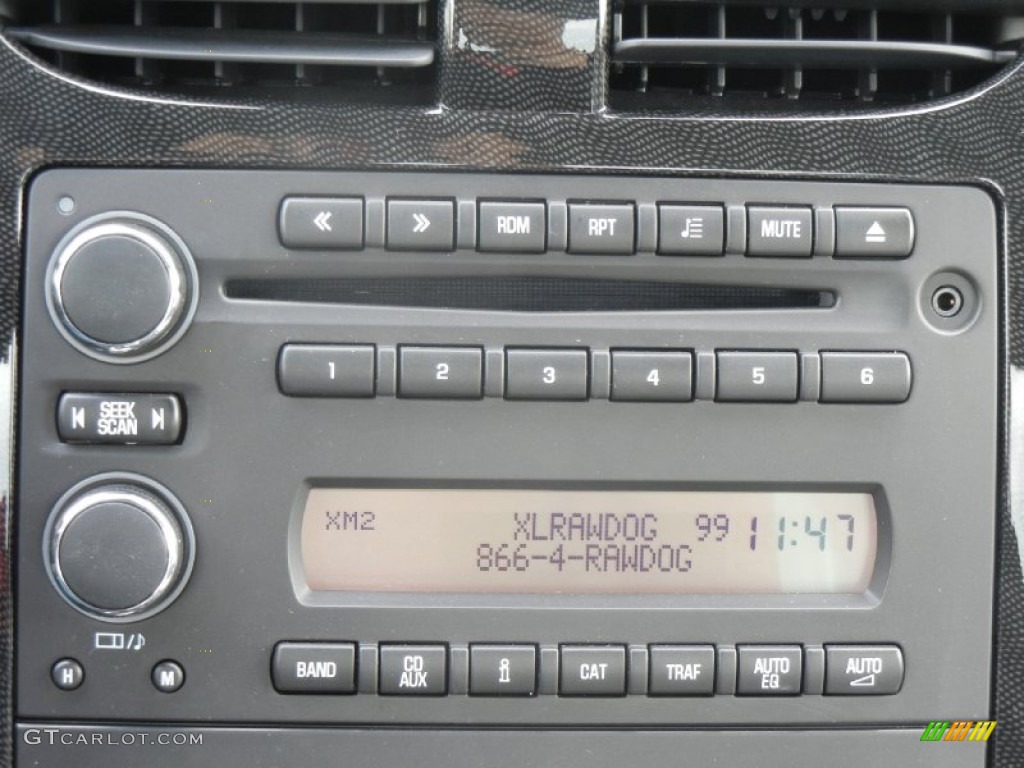 RDM RPT MUTE
1 2 3 4 5 6
SEEK
SCAN
XM2 XLRAWDOG 99 11:47
866-4-RAWDOG
BAND CD AUX i CAT TRAF AUTO EQ AUTO
H M
GTCARLOT.COM